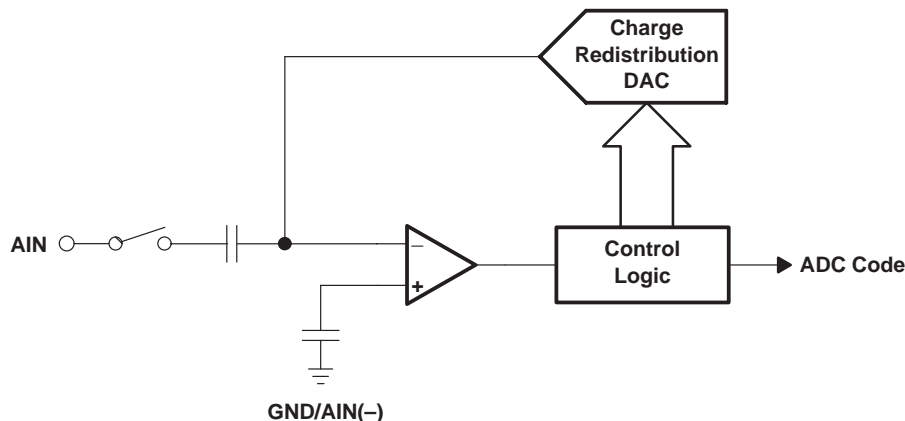 Charge
Redistribution
DAC
AIN
−
+
Control
Logic
ADC Code
GND/AIN(−)